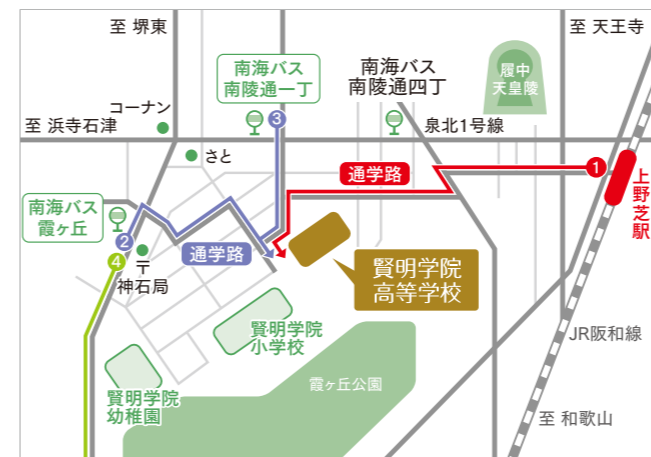 至 堺東
至 天王寺
南海バス
南陵通一丁
南海バス
南陵通四丁
履中
天皇陵
コーナン
至 浜寺石津
3
泉北1号線
さと
通学路
1
上野芝駅
南海バス
霞ヶ丘
2
通学路
4
〒
神石局
賢明学院
高等学校
賢明学院
小学校
JR阪和線
霞ヶ丘公園
賢明学院
幼稚園
至 和歌山